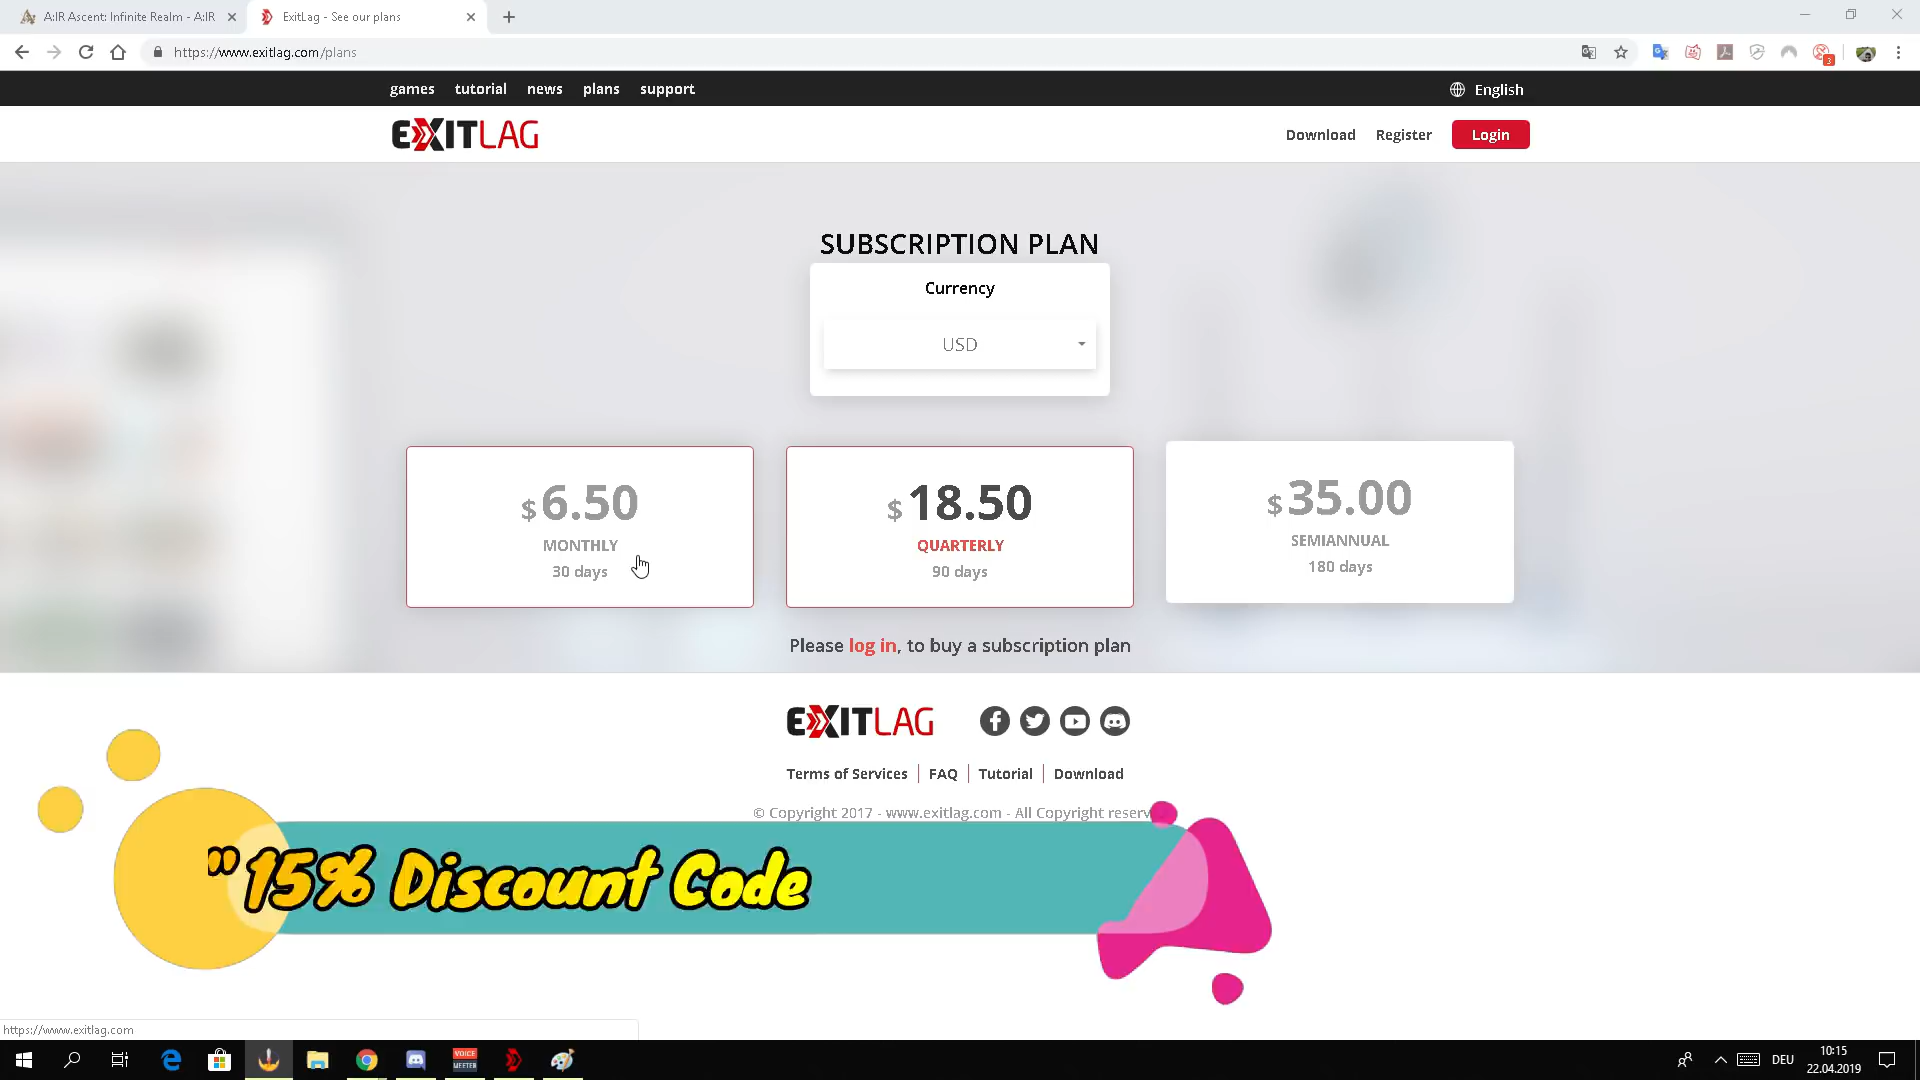 A:IR Ascent: Infinite Realm - A:IR
ExitLag - See our plans
https://www.exitlag.com/plans
3
games tutorial news plans support
English
EXITLAG
Download Register Login
SUBSCRIPTION PLAN
Currency
USD
$6.50
MONTHLY
30 days
$18.50
QUARTERLY
90 days
$35.00
SEMIANNUAL
180 days
Please log in, to buy a subscription plan
EXITLAG
Terms of Services FAQ Tutorial Download
© Copyright 2017 - www.exitlag.com - All Copyright reserv
"15% Discount Code
https://www.exitlag.com
VOICE
MEETER
DEU
10:15
22.04.2019